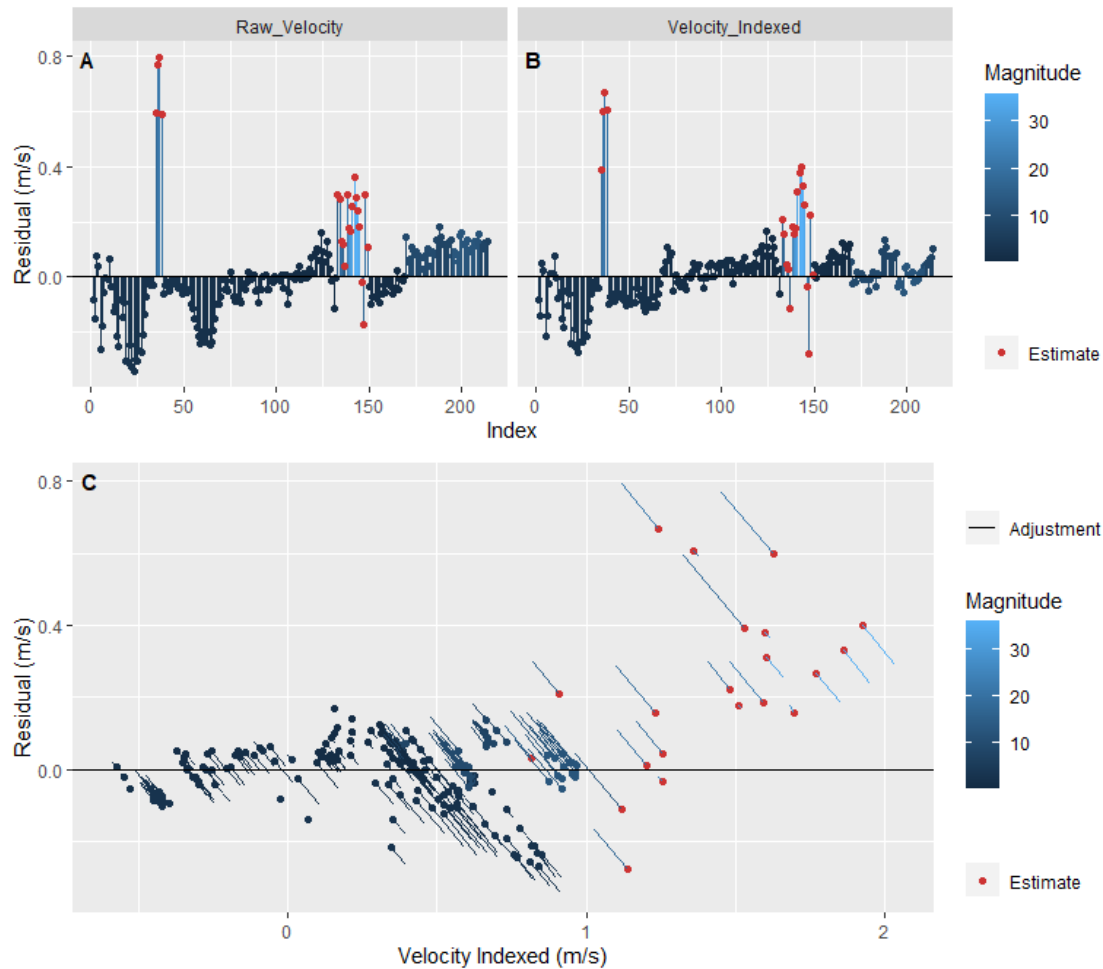 Raw_Velocity
Velocity_Indexed
A
B
0.8
0.4
0.0
Residual (m/s)
0 50 100 150 200
0 50 100 150 200
Index
Magnitude
30
20
10
Estimate
C
0.8
0.4
0.0
Residual (m/s)
0 1 2
Velocity Indexed (m/s)
Adjustment
Magnitude
30
20
10
Estimate